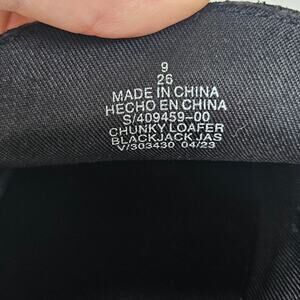 9
26
MADE IN CHINA
HECHO EN CHINA
S/409459-00
CHUNKY LOAFER
BLACKJACK JAS
V/303430 04/23